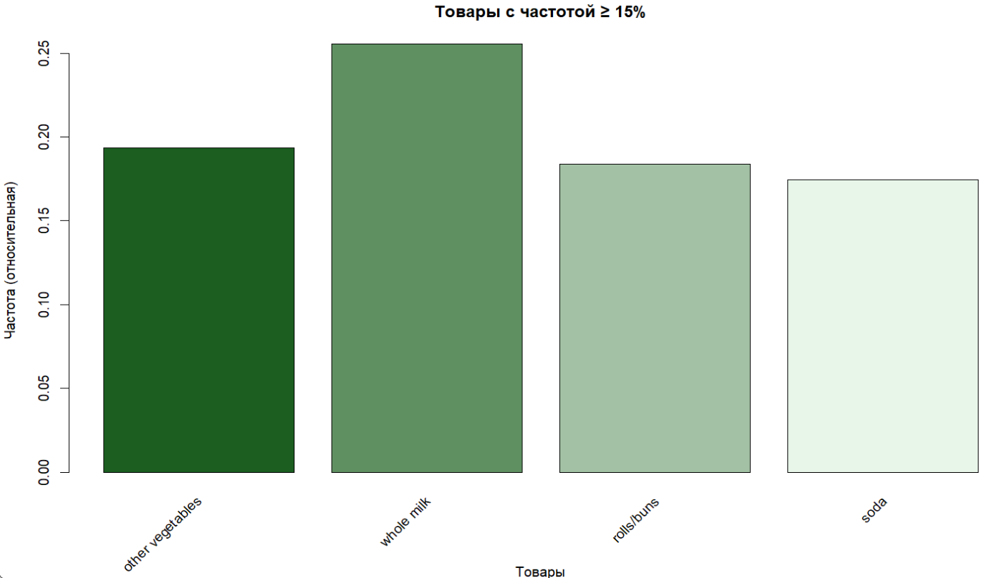 Товары с частотой ≥ 15%
Частота (относительная)
0.25
0.20
0.15
0.10
0.05
0.00
other vegetables
whole milk
rolls/buns
soda
Товары